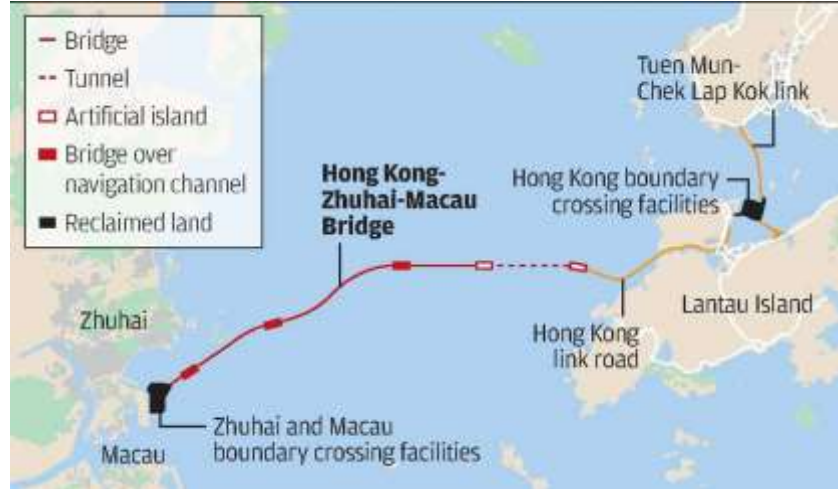 Bridge
Tunnel
Artificial island
Bridge over
navigation channel
Reclaimed land
Tuen Mun-
Chek Lap Kok link
Hong Kong-
Zhuhai-Macau
Bridge
Hong Kong boundary
crossing facilities
Zhuhai
Lantau Island
Hong Kong
link road
Zhuhai and Macau
boundary crossing facilities
Macau